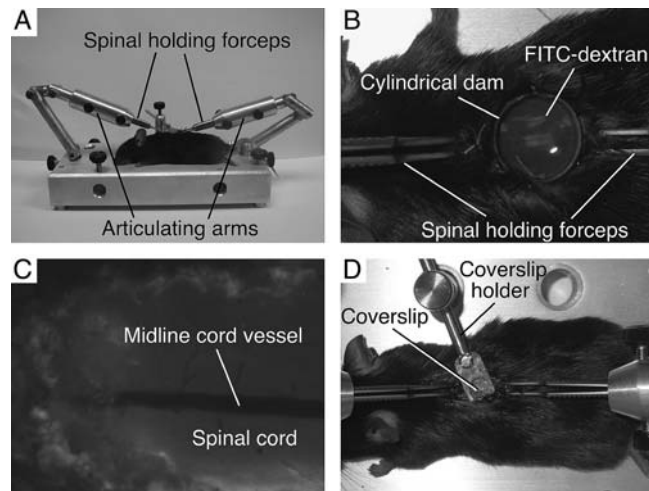 A
Spinal holding forceps
Articulating arms
B
FITC-dextran
Cylindrical dam
Spinal holding forceps
C
Midline cord vessel
Spinal cord
D
Coverslip
holder
Coverslip